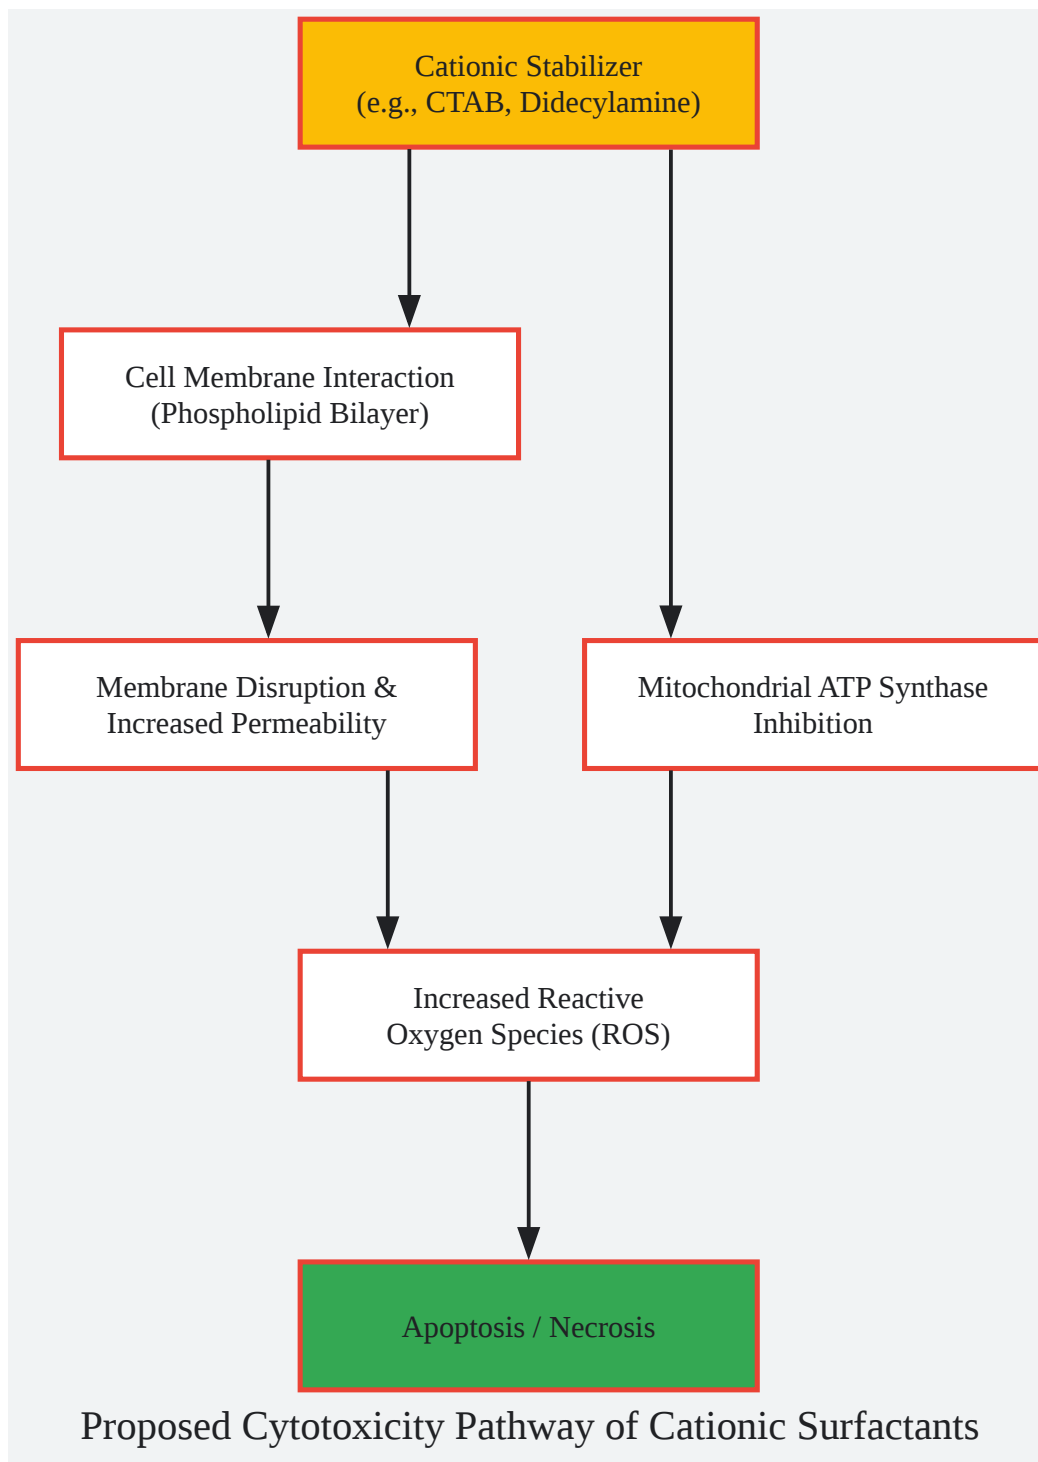 Cationic Stabilizer
(e.g., CTAB, Didecylamine)
Cell Membrane Interaction
(Phospholipid Bilayer)
Membrane Disruption &
Increased Permeability
Mitochondrial ATP Synthase
Inhibition
Increased Reactive
Oxygen Species (ROS)
Apoptosis / Necrosis
Proposed Cytotoxicity Pathway of Cationic Surfactants